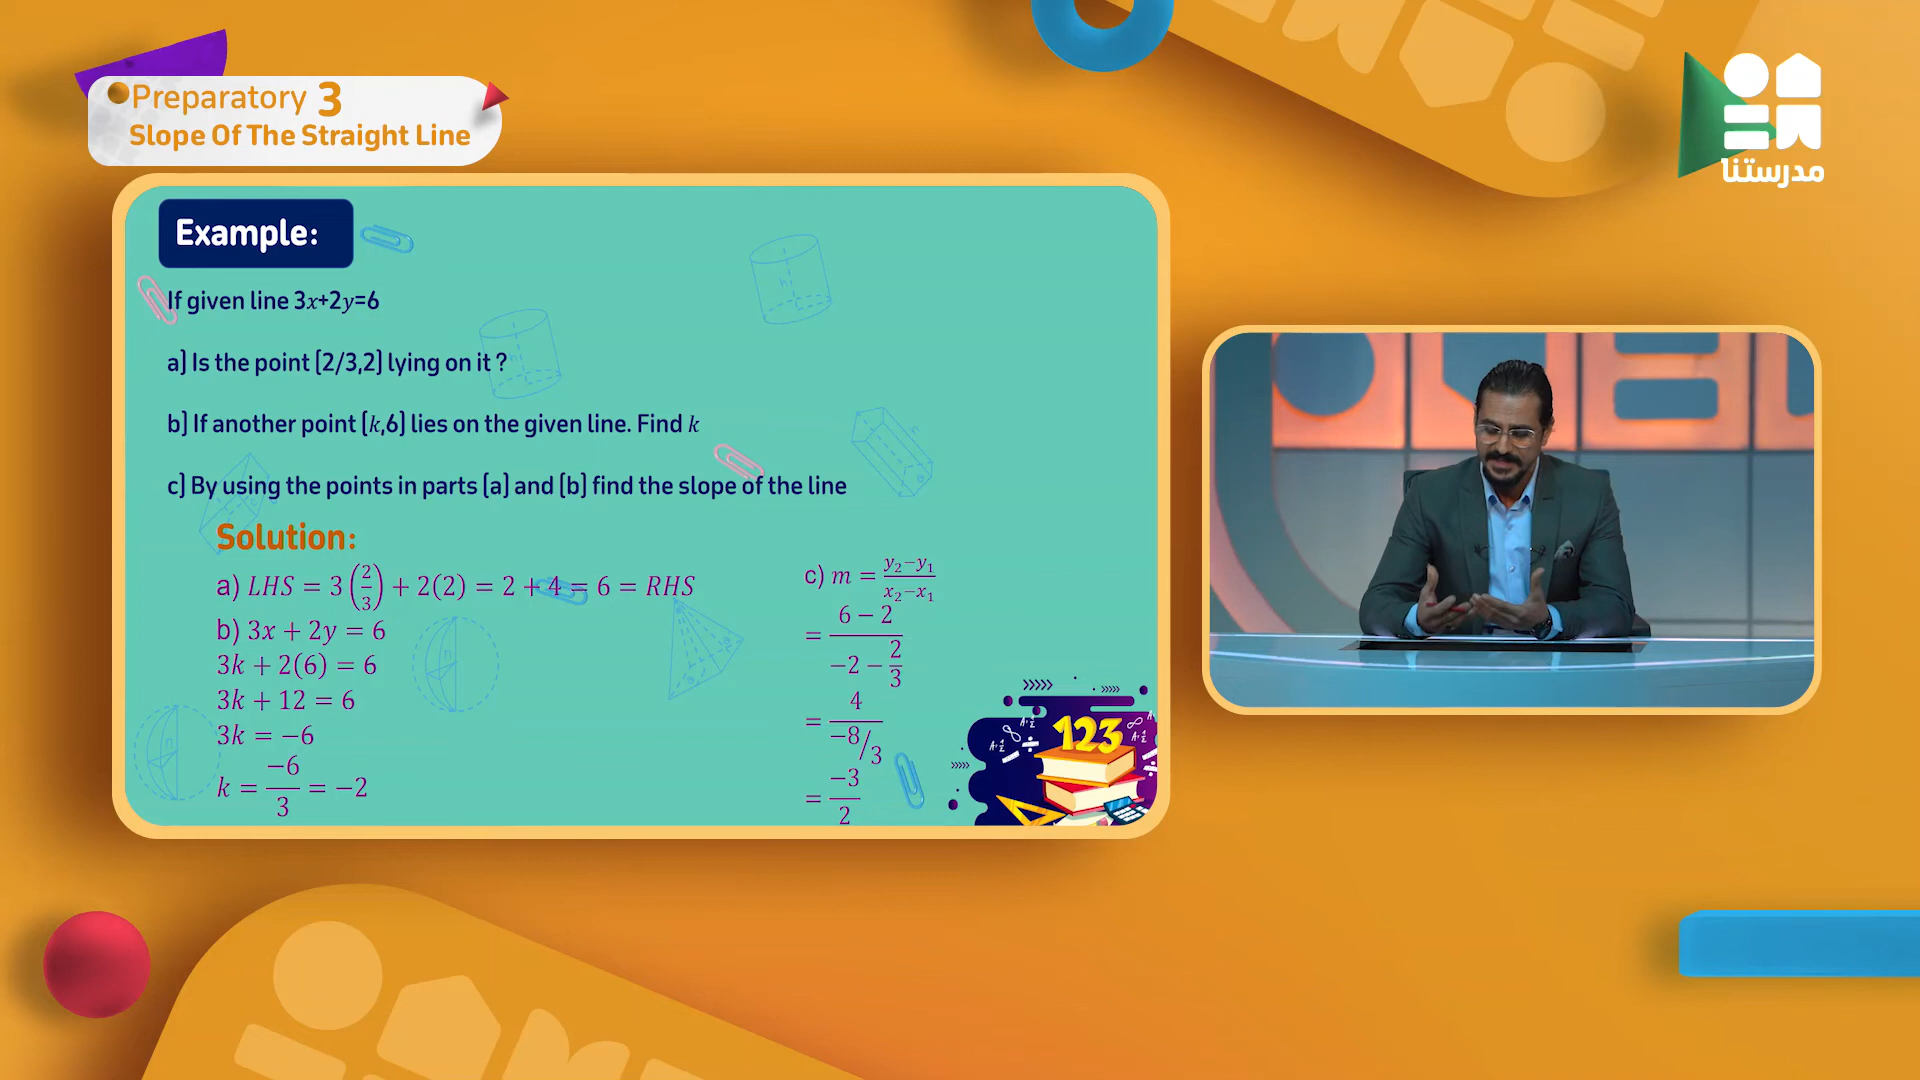 Preparatory 3
Slope Of The Straight Line
مدرستنا
Example:
If given line 3x+2y=6
a) Is the point (2/3,2) lying on it ?
b) If another point (k,6) lies on the given line. Find k
c) By using the points in parts (a) and (b) find the slope of the line
Solution:
a) LHS = 3(2/3) + 2(2) = 2 + 4 = 6 = RHS
b) 3x + 2y = 6
3k + 2(6) = 6
3k + 12 = 6
3k = −6
k = −6/3 = −2
c) m = y₂−y₁/x₂−x₁
= 6 − 2/−2 − 2/3
= 4/−8/3
= −3/2
123